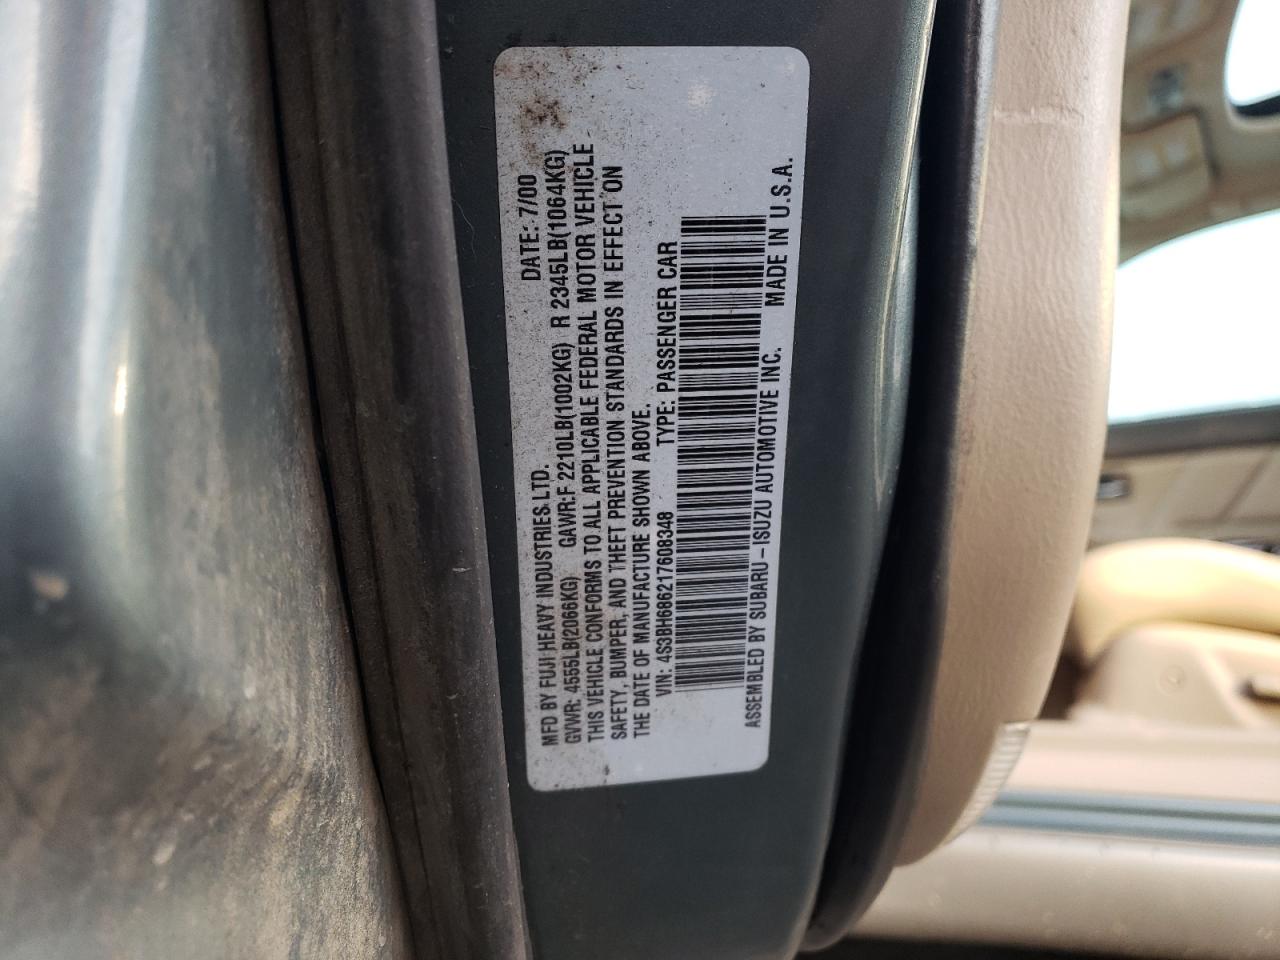 MFD BY FUJI HEAVY INDUSTRIES.LTD. DATE: 7/00
GVWR: 4555LB(2066KG) GAWR:F 2210LB(1002KG) R 2345LB(1064KG)
THIS VEHICLE CONFORMS TO ALL APPLICABLE FEDERAL MOTOR VEHICLE
SAFETY, BUMPER, AND THEFT PREVENTION STANDARDS IN EFFECT ON
THE DATE OF MANUFACTURE SHOWN ABOVE.
VIN: 4S3BH686217608348 TYPE: PASSENGER CAR
ASSEMBLED BY SUBARU-ISUZU AUTOMOTIVE INC. MADE IN U.S.A.